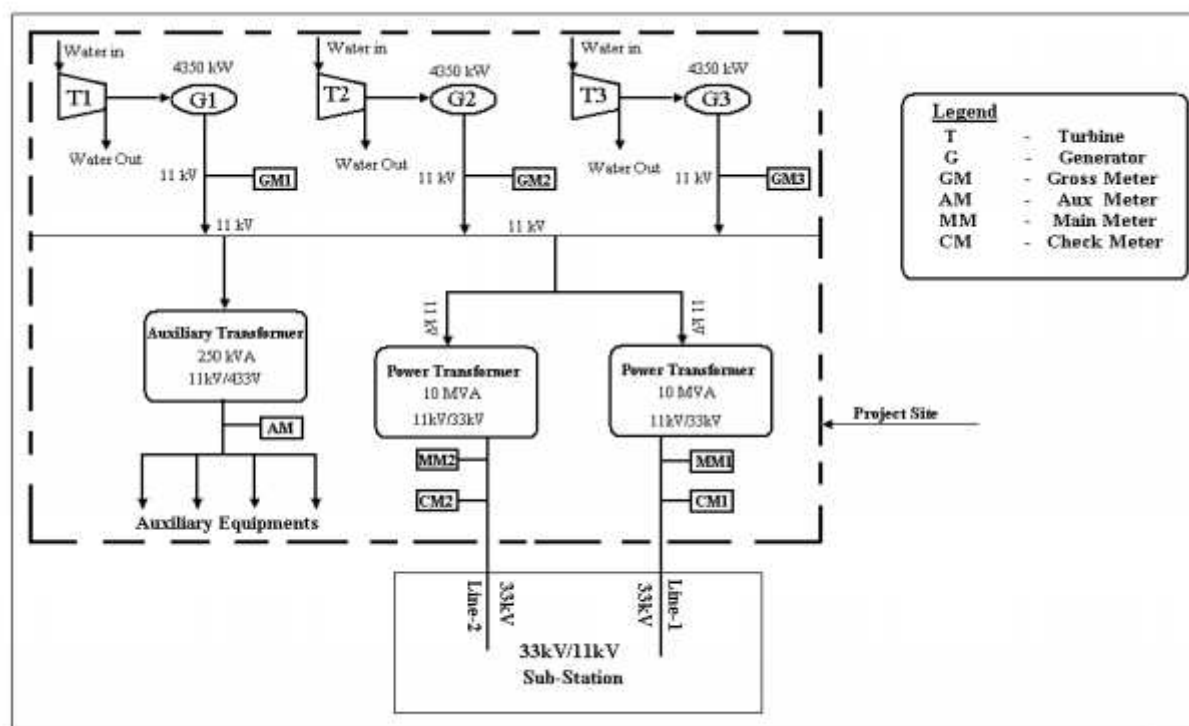 Water in
4350 kW
T1
G1
Water Out
11 kV
GM1
Water in
4350 kW
T2
G2
Water Out
11 kV
GM2
Water in
4350 kW
T3
G3
Water Out
11 kV
GM3
11 kV
11 kV
Legend
T - Turbine
G - Generator
GM - Gross Meter
AM - Aux Meter
MM - Main Meter
CM - Check Meter
Auxiliary Transformer
250 kVA
11kV/433V
AM
Auxiliary Equipments
11 kV
Power Transformer
10 MVA
11kV/33kV
MM2
CM2
11 kV
Power Transformer
10 MVA
11kV/33kV
MM1
CM1
Project Site
Line-2
33kV
33kV
Line-1
33kV/11kV
Sub-Station